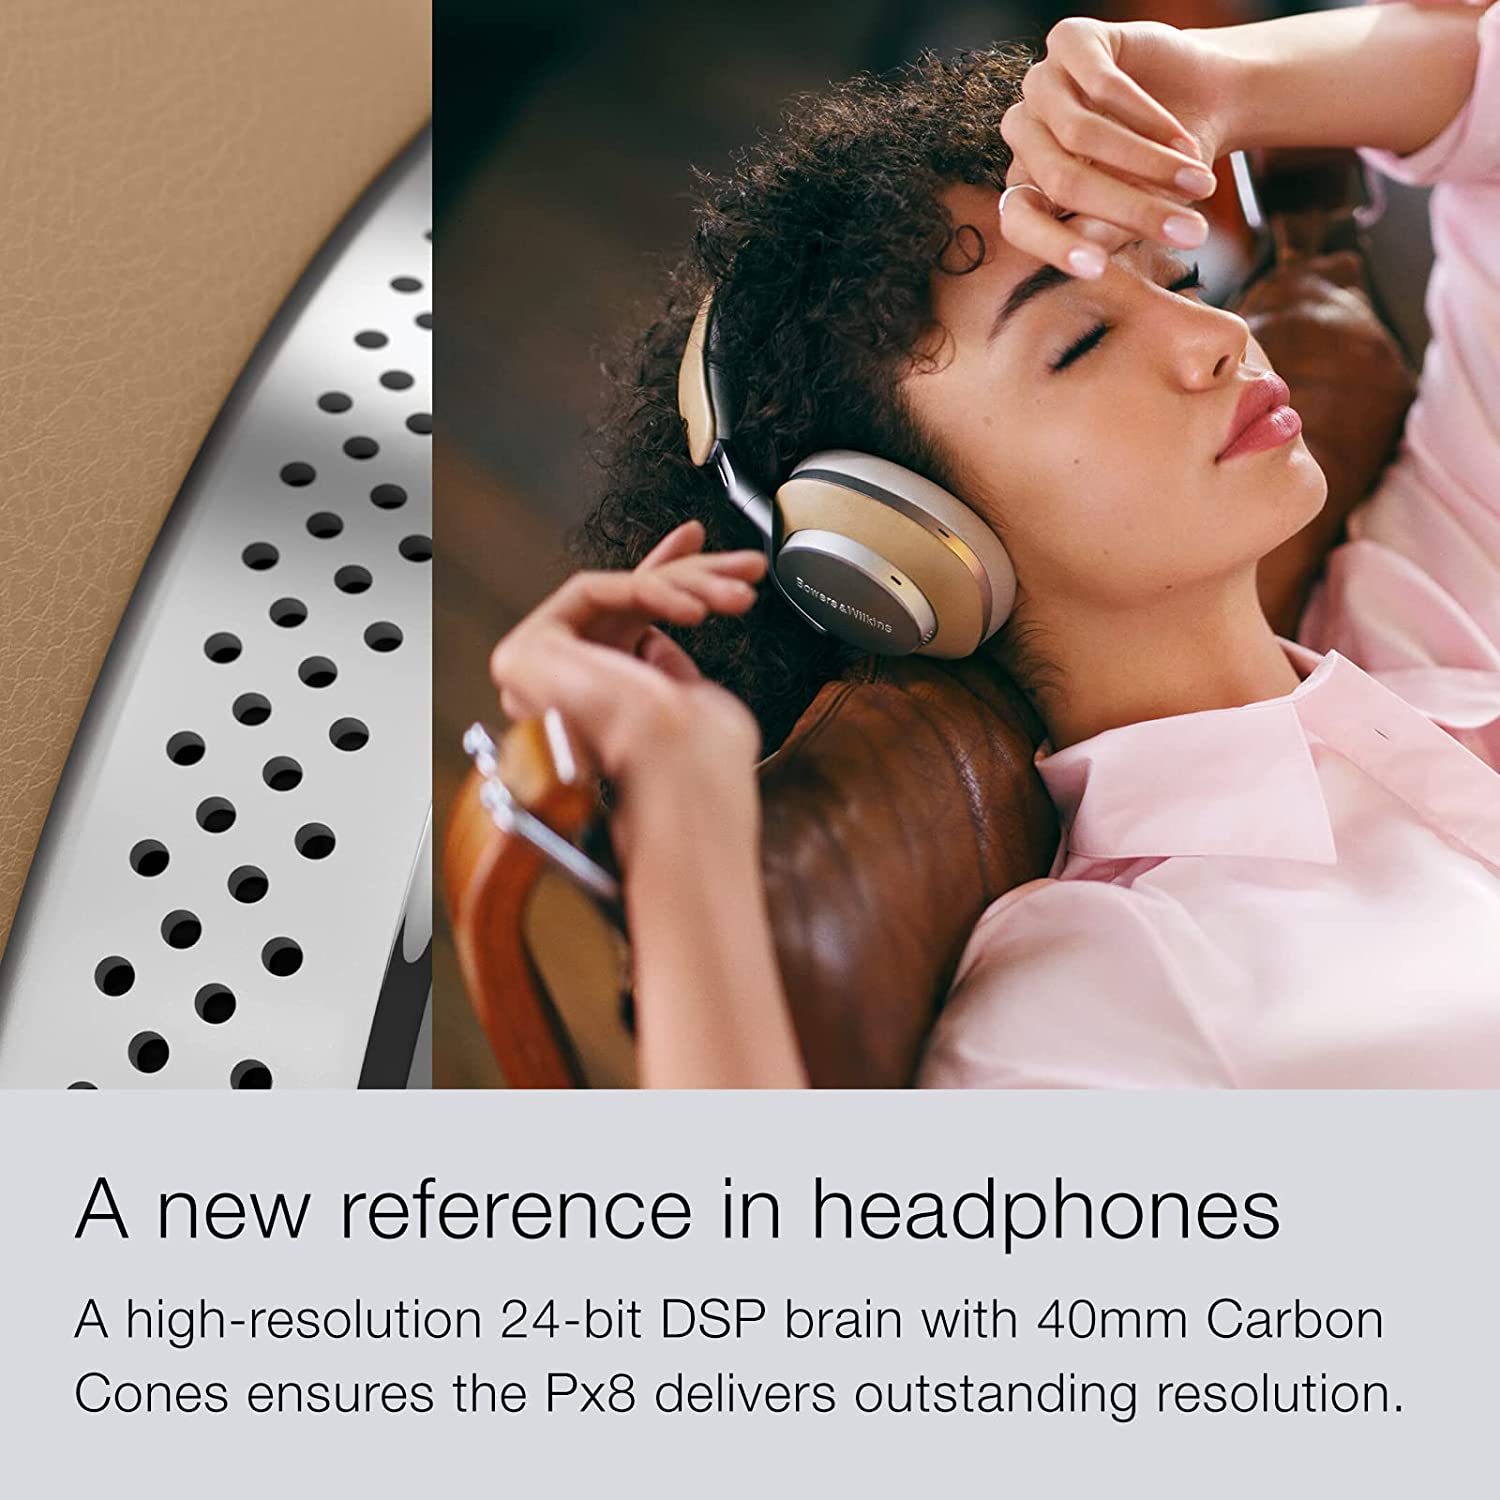 Bowers&Wilkins
A new reference in headphones
A high-resolution 24-bit DSP brain with 40mm Carbon
Cones ensures the Px8 delivers outstanding resolution.